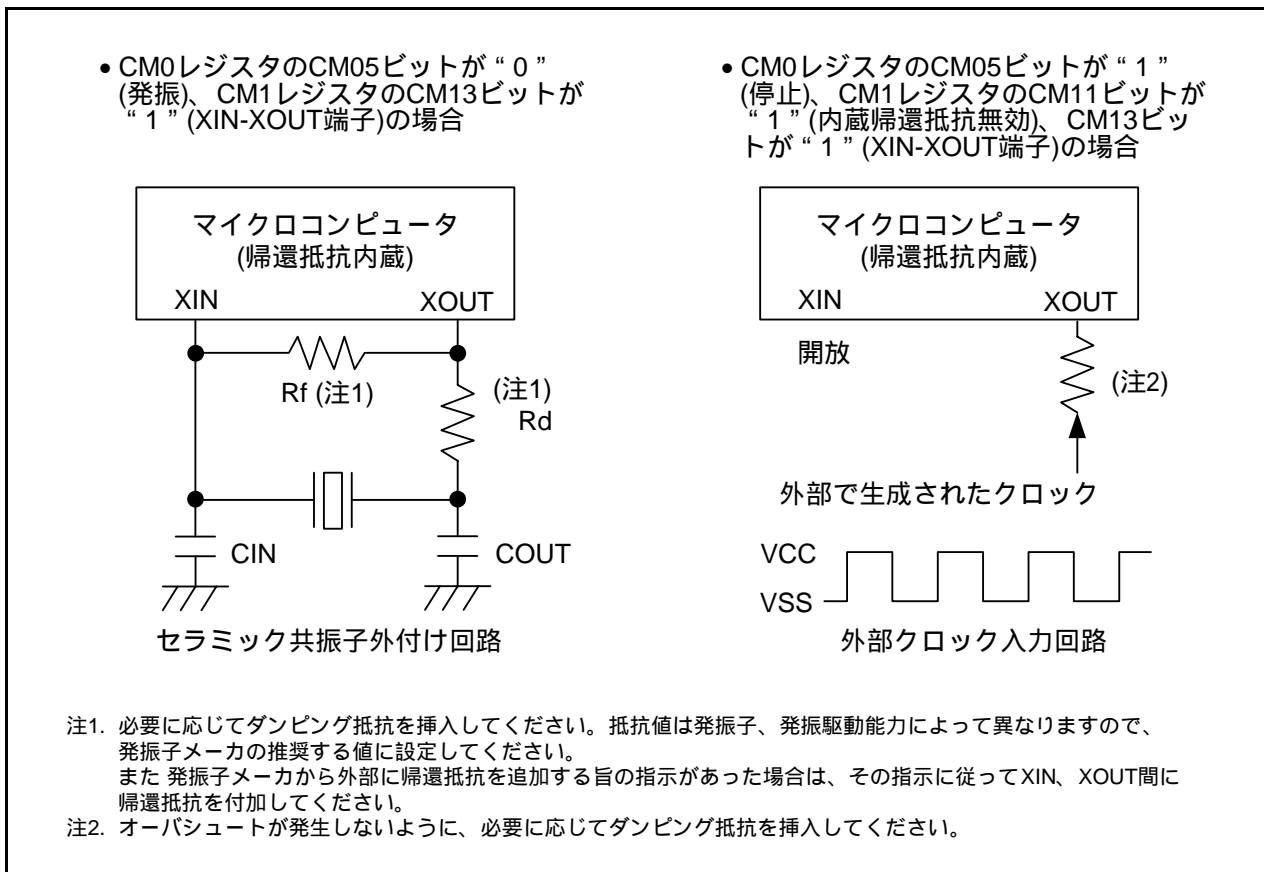 • CM0レジスタのCM05ビットが“0”
(発振)、CM1レジスタのCM13ビットが
“1”(XIN-XOUT端子)の場合
マイクロコンピュータ
(帰還抵抗内蔵)
XIN XOUT
Rf (注1)
(注1)
Rd
CIN COUT
セラミック共振子外付け回路
• CM0レジスタのCM05ビットが“1”
(停止)、CM1レジスタのCM11ビットが
“1”(内蔵帰還抵抗無効)、CM13ビッ
トが“1”(XIN-XOUT端子)の場合
マイクロコンピュータ
(帰還抵抗内蔵)
XIN XOUT
開放
(注2)
外部で生成されたクロック
VCC
VSS
外部クロック入力回路
注1. 必要に応じてダンピング抵抗を挿入してください。抵抗値は発振子、発振駆動能力によって異なりますので、
発振子メーカの推奨する値に設定してください。
また 発振子メーカから外部に帰還抵抗を追加する旨の指示があった場合は、その指示に従ってXIN、XOUT間に
帰還抵抗を付加してください。
注2. オーバシュートが発生しないように、必要に応じてダンピング抵抗を挿入してください。